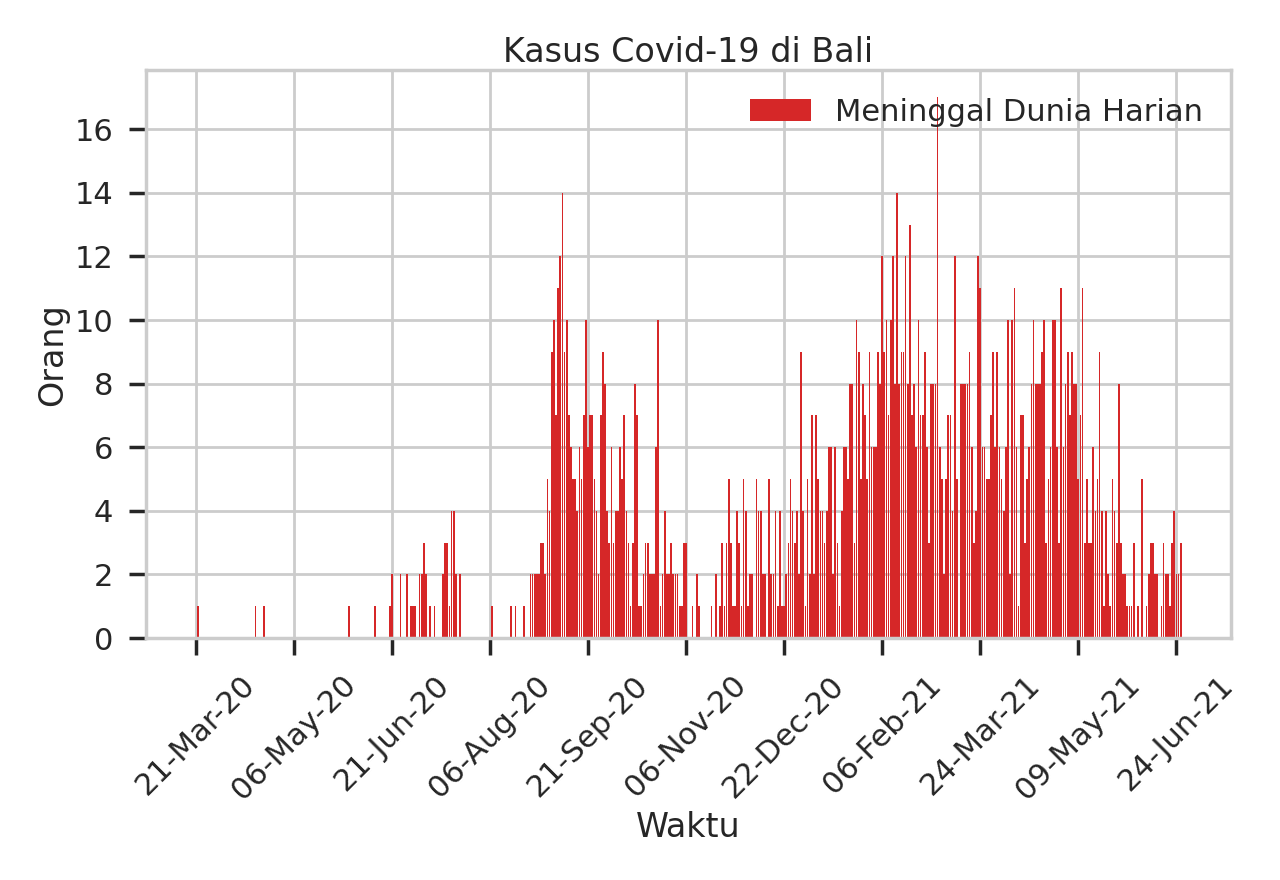 Kasus Covid-19 di Bali
Meninggal Dunia Harian
Orang
16
14
12
10
8
6
4
2
0
21-Mar-20
06-May-20
21-Jun-20
06-Aug-20
21-Sep-20
06-Nov-20
22-Dec-20
06-Feb-21
24-Mar-21
09-May-21
24-Jun-21
Waktu